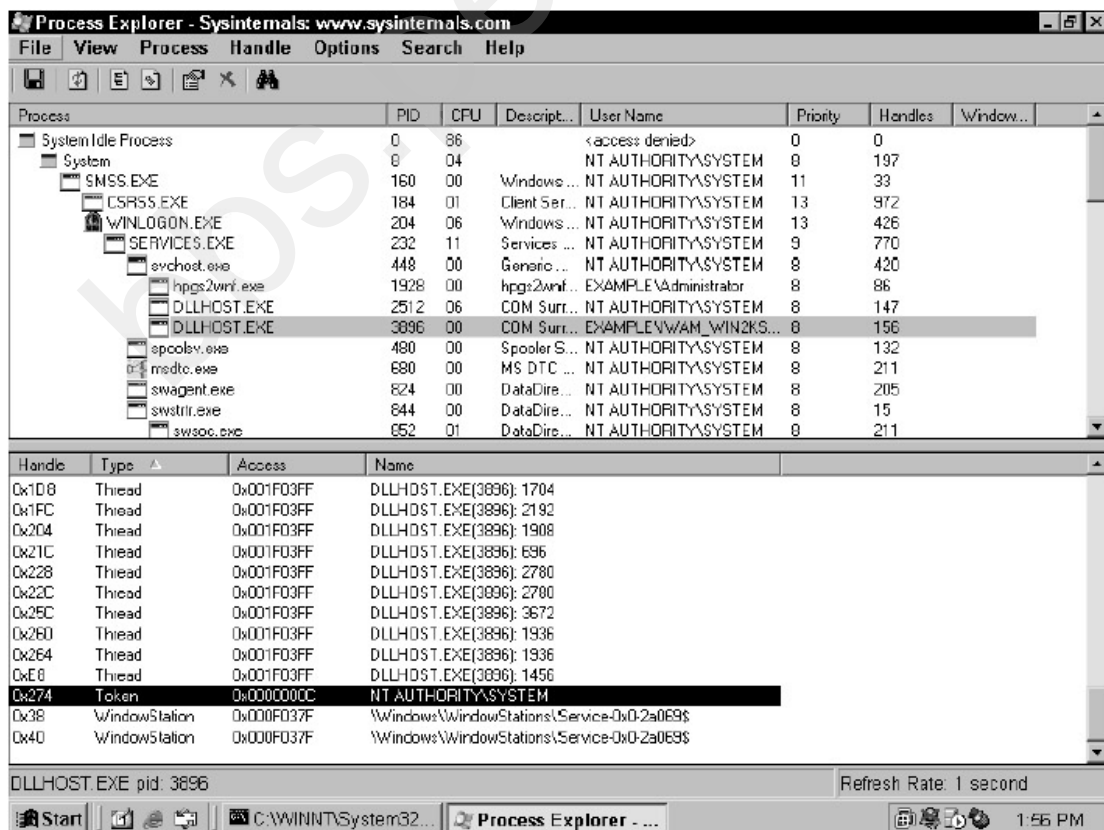 Process Explorer - Sysinternals: www.sysinternals.com
File View Process Handle Options Search Help
Process PID CPU Descript... User Name Priority Handles Window...
System Idle Process 0 86 <access denied> 0 0
System 8 04 NT AUTHORITY\SYSTEM 8 197
SMSS.EXE 160 00 Windows ... NT AUTHORITY\SYSTEM 11 33
CSRSS.EXE 184 01 Client Ser... NT AUTHORITY\SYSTEM 13 972
WINLOGON.EXE 204 06 Windows ... NT AUTHORITY\SYSTEM 13 426
SERVICES.EXE 232 11 Services ... NT AUTHORITY\SYSTEM 9 770
svchost.exe 448 00 Generic ... NT AUTHORITY\SYSTEM 8 420
hpgs2wnf.exe 1928 00 hpgs2wnf... EXAMPLE\Administrator 8 86
DLLHOST.EXE 2512 06 COM Surr... NT AUTHORITY\SYSTEM 8 147
DLLHOST.EXE 3896 00 COM Surr... EXAMPLE\IWAM_WIN2KS... 8 156
spoolsv.exe 480 00 Spooler S... NT AUTHORITY\SYSTEM 8 132
msdtc.exe 680 00 MS DTC ... NT AUTHORITY\SYSTEM 8 211
swagent.exe 824 00 DataDire... NT AUTHORITY\SYSTEM 8 205
swstrtr.exe 844 00 DataDire... NT AUTHORITY\SYSTEM 8 15
swsoc.exe 852 01 DataDire... NT AUTHORITY\SYSTEM 8 211
Handle Type Access Name
0x1D8 Thread 0x001F03FF DLLHOST.EXE(3896): 1704
0x1FC Thread 0x001F03FF DLLHOST.EXE(3896): 2192
0x204 Thread 0x001F03FF DLLHOST.EXE(3896): 1908
0x21C Thread 0x001F03FF DLLHOST.EXE(3896): 696
0x228 Thread 0x001F03FF DLLHOST.EXE(3896): 2780
0x22C Thread 0x001F03FF DLLHOST.EXE(3896): 2780
0x25C Thread 0x001F03FF DLLHOST.EXE(3896): 3672
0x260 Thread 0x001F03FF DLLHOST.EXE(3896): 1936
0x264 Thread 0x001F03FF DLLHOST.EXE(3896): 1936
0xE8 Thread 0x001F03FF DLLHOST.EXE(3896): 1456
0x274 Token 0x0000000C NT AUTHORITY\SYSTEM
0x38 WindowStation 0x000F037F \Windows\WindowStations\Service-0x0-2a069$
0x40 WindowStation 0x000F037F \Windows\WindowStations\Service-0x0-2a069$
DLLHOST.EXE pid: 3896 Refresh Rate: 1 second
Start C:\WINNT\System32... Process Explorer - ... 1:56 PM